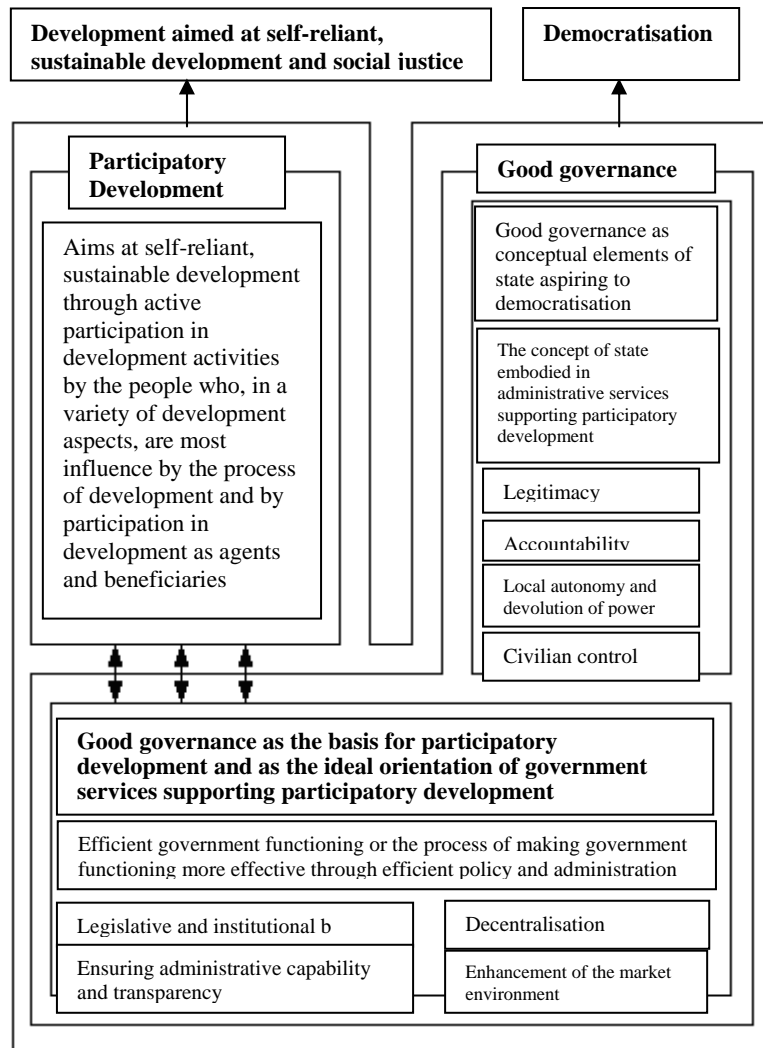 Development aimed at self-reliant,
sustainable development and social justice
Democratisation
Participatory
Development
Aims at self-reliant,
sustainable development
through active
participation in
development activities
by the people who, in a
variety of development
aspects, are most
influence by the process
of development and by
participation in
development as agents
and beneficiaries
Good governance
Good governance as
conceptual elements of
state aspiring to
democratisation
The concept of state
embodied in
administrative services
supporting participatory
development
Legitimacy
Accountability
Local autonomy and
devolution of power
Civilian control
Good governance as the basis for participatory
development and as the ideal orientation of government
services supporting participatory development
Efficient government functioning or the process of making government
functioning more effective through efficient policy and administration
Legislative and institutional b
Ensuring administrative capability
and transparency
Decentralisation
Enhancement of the market
environment